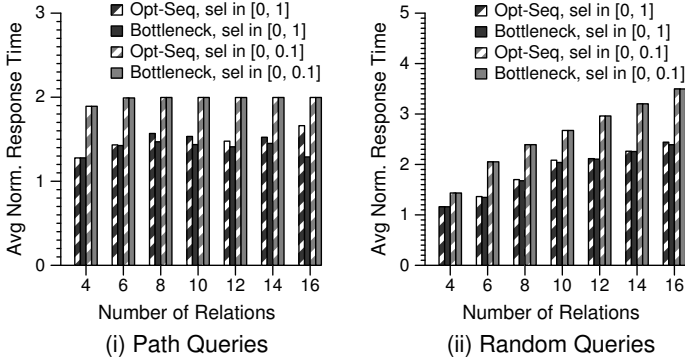 Opt-Seq, sel in [0, 1]
Bottleneck, sel in [0, 1]
Opt-Seq, sel in [0, 0.1]
Bottleneck, sel in [0, 0.1]
Avg Norm. Response Time
3
2
1
0
4 6 8 10 12 14 16
Number of Relations
(i) Path Queries
Opt-Seq, sel in [0, 1]
Bottleneck, sel in [0, 1]
Opt-Seq, sel in [0, 0.1]
Bottleneck, sel in [0, 0.1]
Avg Norm. Response Time
5
4
3
2
1
0
4 6 8 10 12 14 16
Number of Relations
(ii) Random Queries